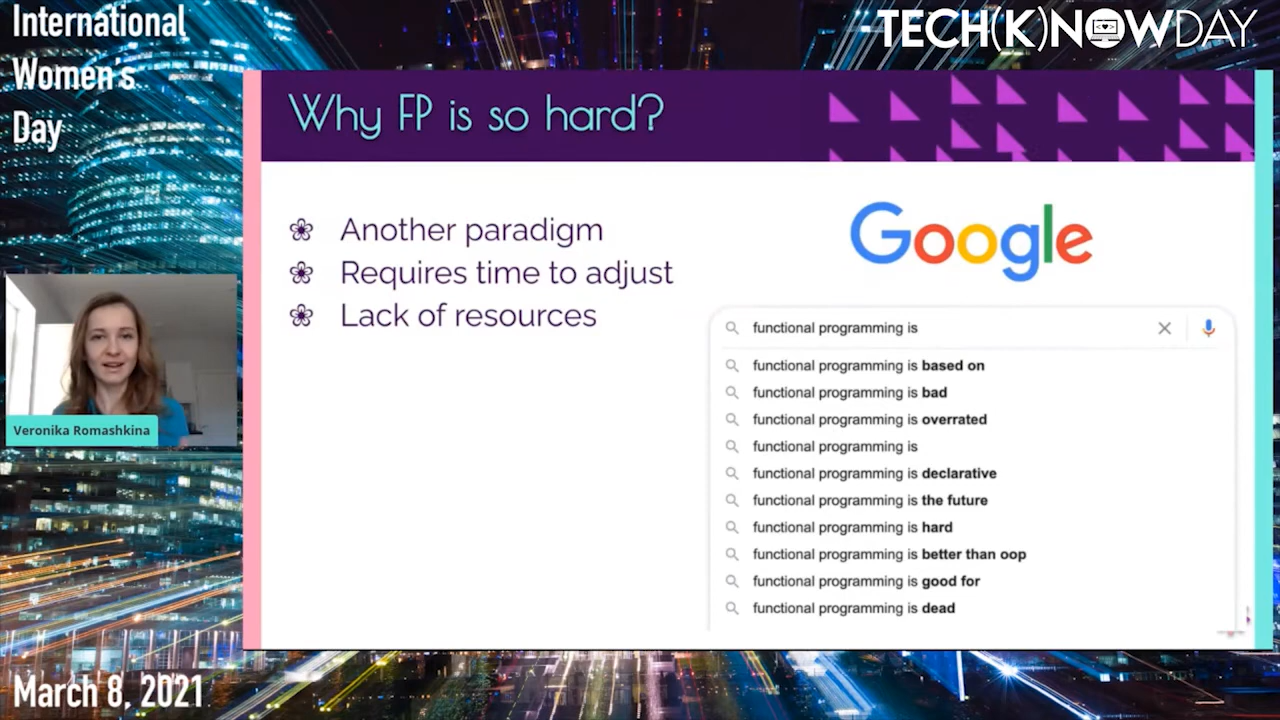 International
Women's
Day
TECH(K)NOWDAY
Why FP is so hard?
Another paradigm
Requires time to adjust
Lack of resources
Google
functional programming is
functional programming is based on
functional programming is bad
functional programming is overrated
functional programming is
functional programming is declarative
functional programming is the future
functional programming is hard
functional programming is better than oop
functional programming is good for
functional programming is dead
Veronika Romashkina
March 8, 2021